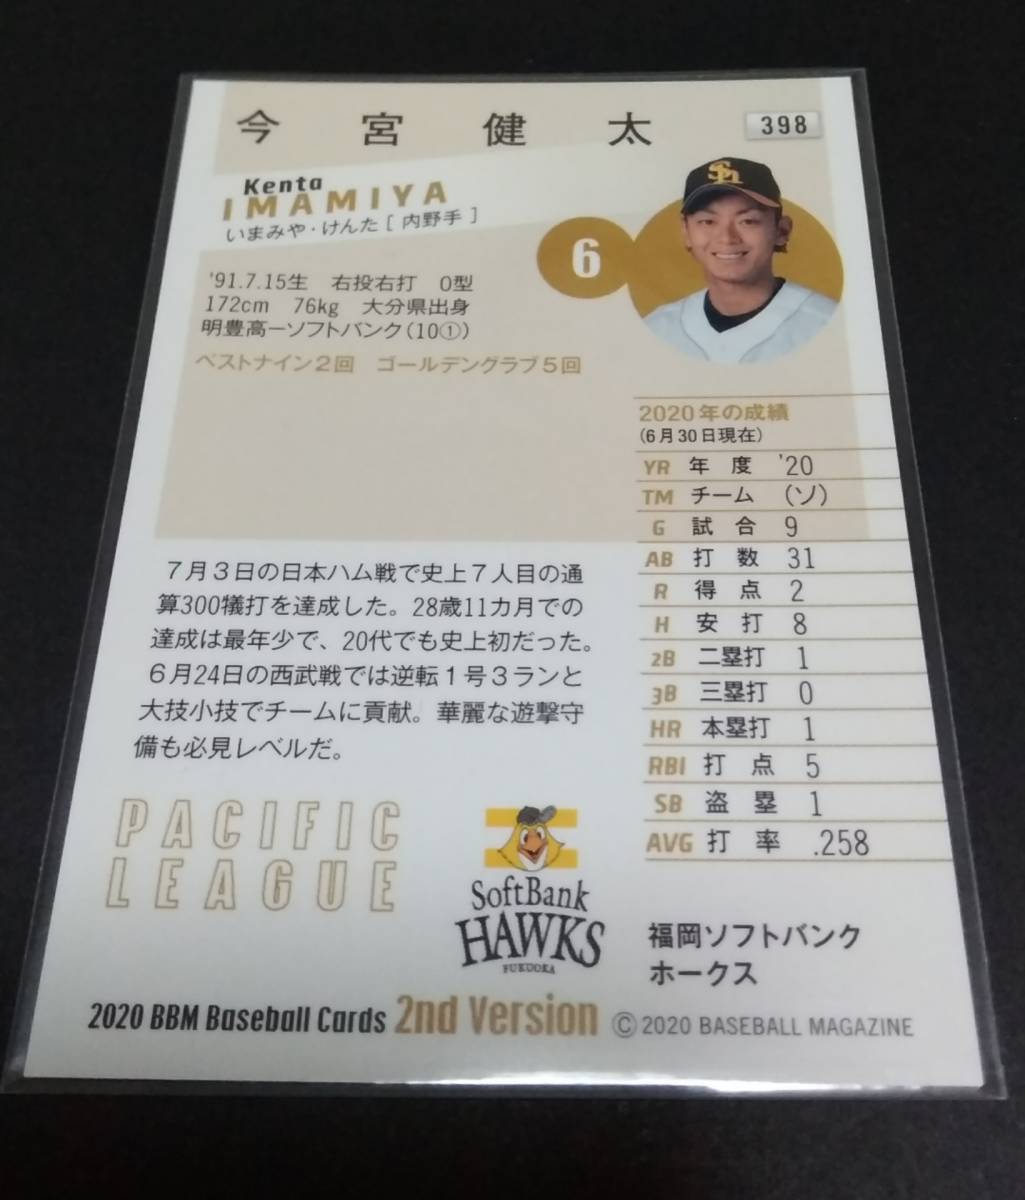 今宮健太
398
Kenta
IMAMIYA
いまみや・けんた [ 内野手 ]
6
'91.7.15生 右投右打 O型
172cm 76kg 大分県出身
明豊高ーソフトバンク(10①)
ベストナイン2回 ゴールデングラブ5回
2020年の成績
(6月30日現在)
YR 年度 '20
TM チーム (ソ)
G 試合 9
AB 打数 31
R 得点 2
H 安打 8
2B 二塁打 1
3B 三塁打 0
HR 本塁打 1
RBI 打点 5
SB 盗塁 1
AVG 打率 .258
7月3日の日本ハム戦で史上7人目の通
算300犠打を達成した。28歳11カ月での
達成は最年少で、20代でも史上初だった。
6月24日の西武戦では逆転1号3ランと
大技小技でチームに貢献。華麗な遊撃守
備も必見レベルだ。
PACIFIC
LEAGUE
SoftBank
HAWKS
FUKUOKA
福岡ソフトバンク
ホークス
2020 BBM Baseball Cards 2nd Version © 2020 BASEBALL MAGAZINE